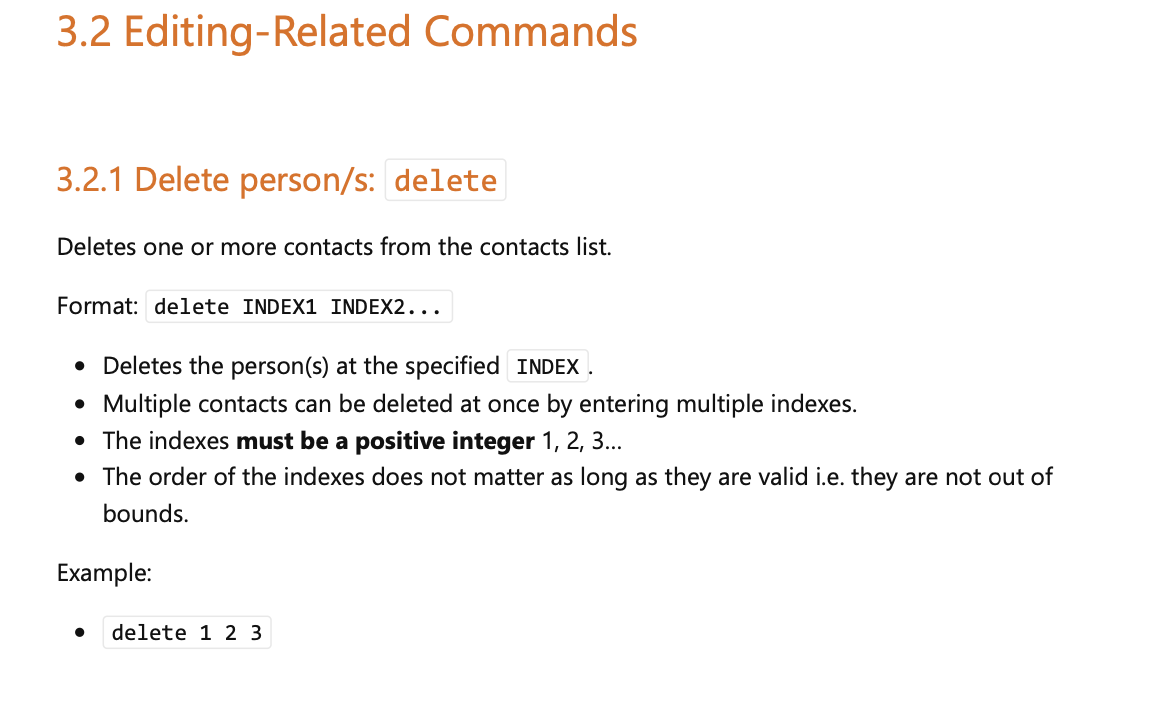 3.2 Editing-Related Commands
3.2.1 Delete person/s: delete
Deletes one or more contacts from the contacts list.
Format: delete INDEX1 INDEX2...
• Deletes the person(s) at the specified INDEX.
• Multiple contacts can be deleted at once by entering multiple indexes.
• The indexes must be a positive integer 1, 2, 3...
• The order of the indexes does not matter as long as they are valid i.e. they are not out of
bounds.
Example:
• delete 1 2 3